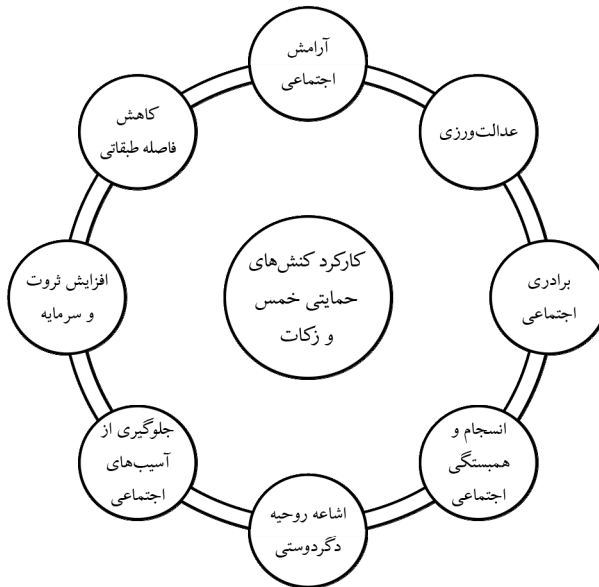 آرامش
اجتماعی
عدالت‌ورزی
برادری
اجتماعی
انسجام و
همبستگی
اجتماعی
اشاعه روحیه
دگردوستی
جلوگیری از
آسیب‌های
اجتماعی
افزایش ثروت
و سرمایه
کاهش
فاصله طبقاتی
کارکرد کنش‌های
حمایتی خمس
و زکات